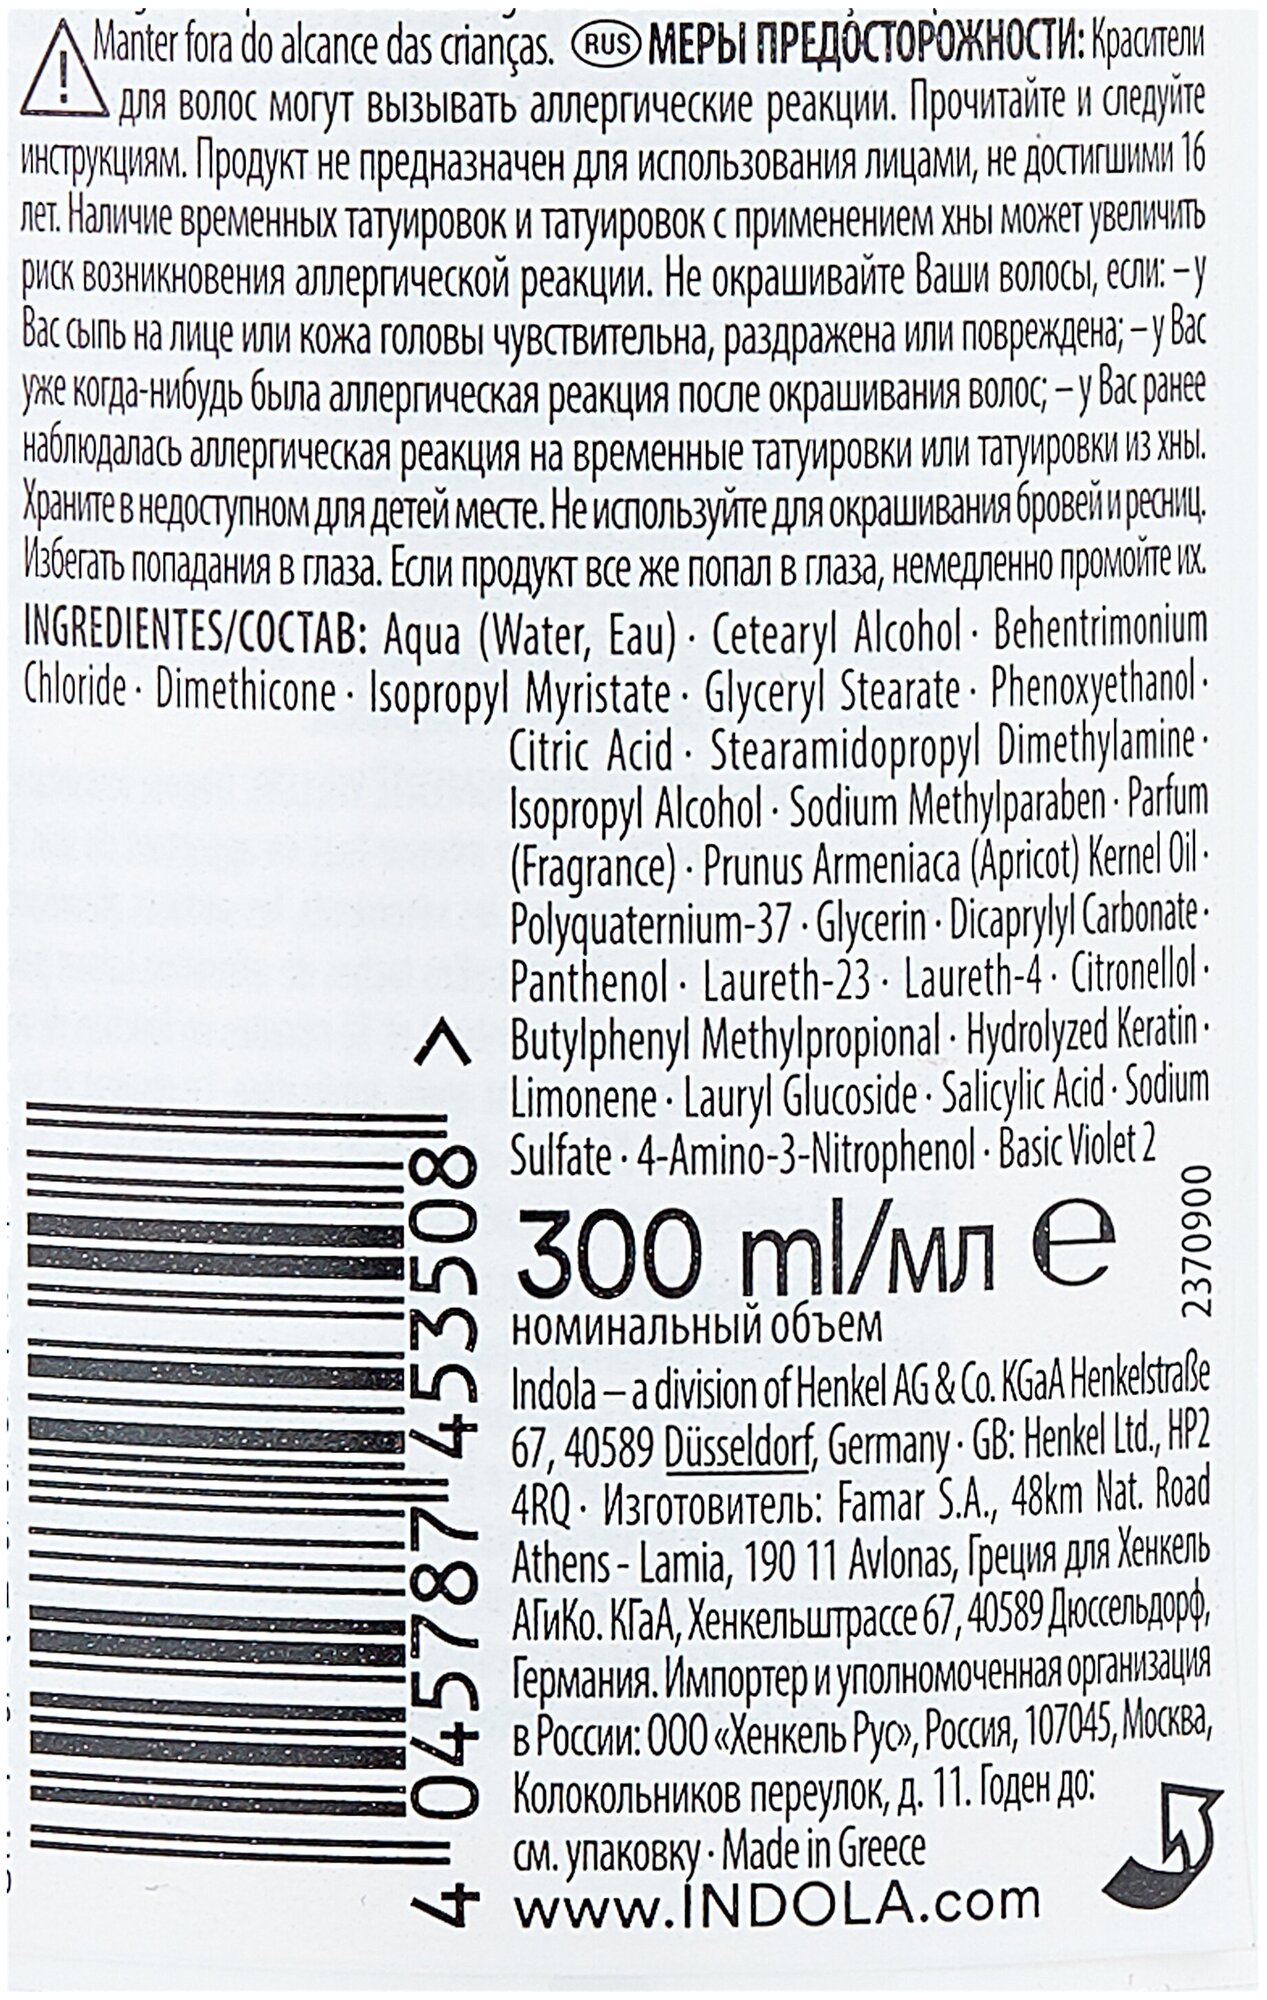 Manter fora do alcance das crianças. RUS МЕРЫ ПРЕДОСТОРОЖНОСТИ: Красители
для волос могут вызывать аллергические реакции. Прочитайте и следуйте
инструкциям. Продукт не предназначен для использования лицами, не достигшими 16
лет. Наличие временных татуировок и татуировок с применением хны может увеличить
риск возникновения аллергической реакции. Не окрашивайте Ваши волосы, если: – у
Вас сыпь на лице или кожа головы чувствительна, раздражена или повреждена; – у Вас
уже когда-нибудь была аллергическая реакция после окрашивания волос; – у Вас ранее
наблюдалась аллергическая реакция на временные татуировки или татуировки из хны.
Храните в недоступном для детей месте. Не используйте для окрашивания бровей и ресниц.
Избегать попадания в глаза. Если продукт все же попал в глаза, немедленно промойте их.
INGREDIENTES/СОСТАВ: Aqua (Water, Eau) · Cetearyl Alcohol · Behentrimonium
Chloride · Dimethicone · Isopropyl Myristate · Glyceryl Stearate · Phenoxyethanol ·
Citric Acid · Stearamidopropyl Dimethylamine ·
Isopropyl Alcohol · Sodium Methylparaben · Parfum
(Fragrance) · Prunus Armeniaca (Apricot) Kernel Oil ·
Polyquaternium-37 · Glycerin · Dicaprylyl Carbonate ·
Panthenol · Laureth-23 · Laureth-4 · Citronellol ·
Butylphenyl Methylpropional · Hydrolyzed Keratin ·
Limonene · Lauryl Glucoside · Salicylic Acid · Sodium
Sulfate · 4-Amino-3-Nitrophenol · Basic Violet 2
300 ml/мл e
2370900
номинальный объем
Indola – a division of Henkel AG & Co. KGaA Henkelstraße
67, 40589 Düsseldorf, Germany · GB: Henkel Ltd., HP2
4RQ · Изготовитель: Famar S.A., 48km Nat. Road
Athens - Lamia, 190 11 Avlonas, Греция для Хенкель
АГиКо. КГаА, Хенкельштрассе 67, 40589 Дюссельдорф,
Германия. Импортер и уполномоченная организация
в России: ООО «Хенкель Рус», Россия, 107045, Москва,
Колокольников переулок, д. 11. Годен до:
см. упаковку · Made in Greece
www.INDOLA.com
4 045787 453508 >